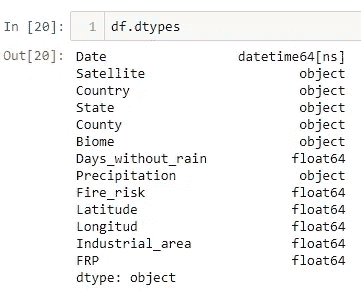 In [20]: 1 df.dtypes
Out[20]: Date datetime64[ns]
Satellite object
Country object
State object
County object
Biome object
Days_without_rain float64
Precipitation object
Fire_risk float64
Latitude float64
Longitud float64
Industrial_area float64
FRP float64
dtype: object